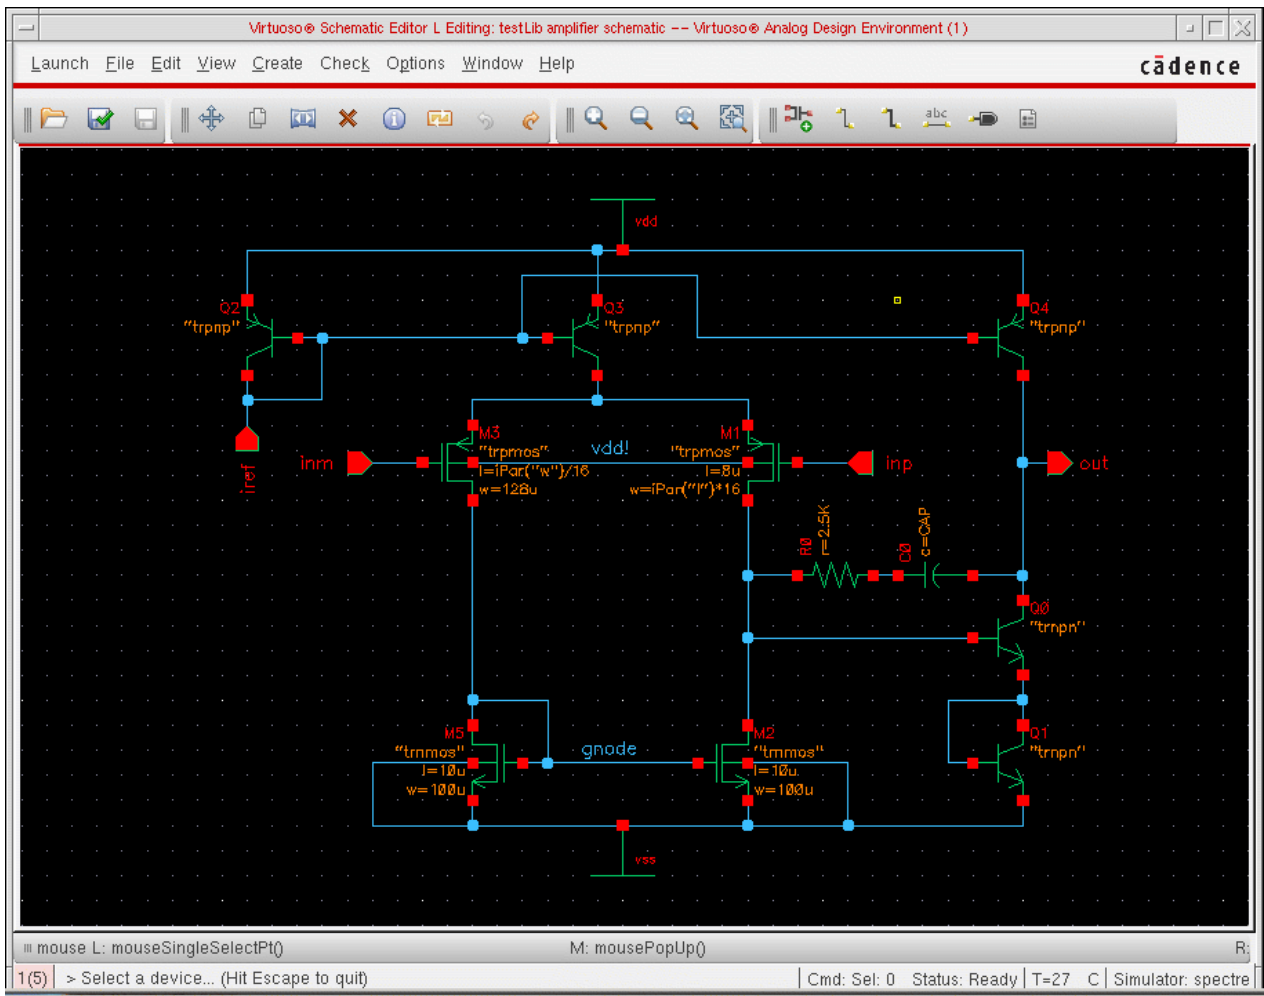 Virtuoso® Schematic Editor L Editing: testLib amplifier schematic -- Virtuoso® Analog Design Environment (1)
Launch File Edit View Create Check Options Window Help
cādence
abc
vdd
Q2
"trpnp"
Q3
"trpnp"
Q4
"trpnp"
iref
inm
M3
"trpmos"
l=iPar("w")/16
w=128u
vdd!
M1
"trpmos"
l=8u
w=iPar("l")*16
inp
out
R0
r=2.5K
C0
c=CAP
Q0
"trnpn"
M5
"trnmos"
l=10u
w=100u
gnode
M2
"trnmos"
l=10u
w=100u
Q1
"trnpn"
vss
mouse L: mouseSingleSelectPt() M: mousePopUp() R:
1(5) > Select a device... (Hit Escape to quit) Cmd: Sel: 0 Status: Ready T=27 C Simulator: spectre